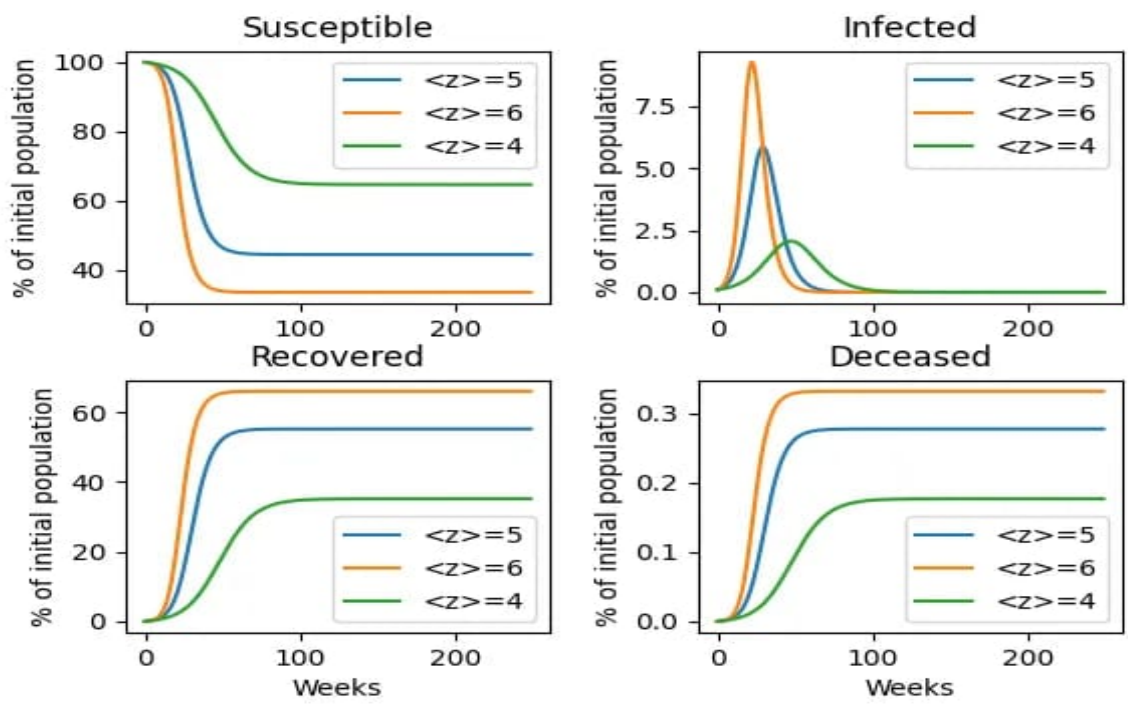 Susceptible
% of initial population
100
80
60
40
<z>=5
<z>=6
<z>=4
0
100
200
Infected
% of initial population
7.5
5.0
2.5
0.0
<z>=5
<z>=6
<z>=4
0
100
200
Recovered
% of initial population
60
40
20
0
<z>=5
<z>=6
<z>=4
0
100
200
Weeks
Deceased
% of initial population
0.3
0.2
0.1
0.0
<z>=5
<z>=6
<z>=4
0
100
200
Weeks